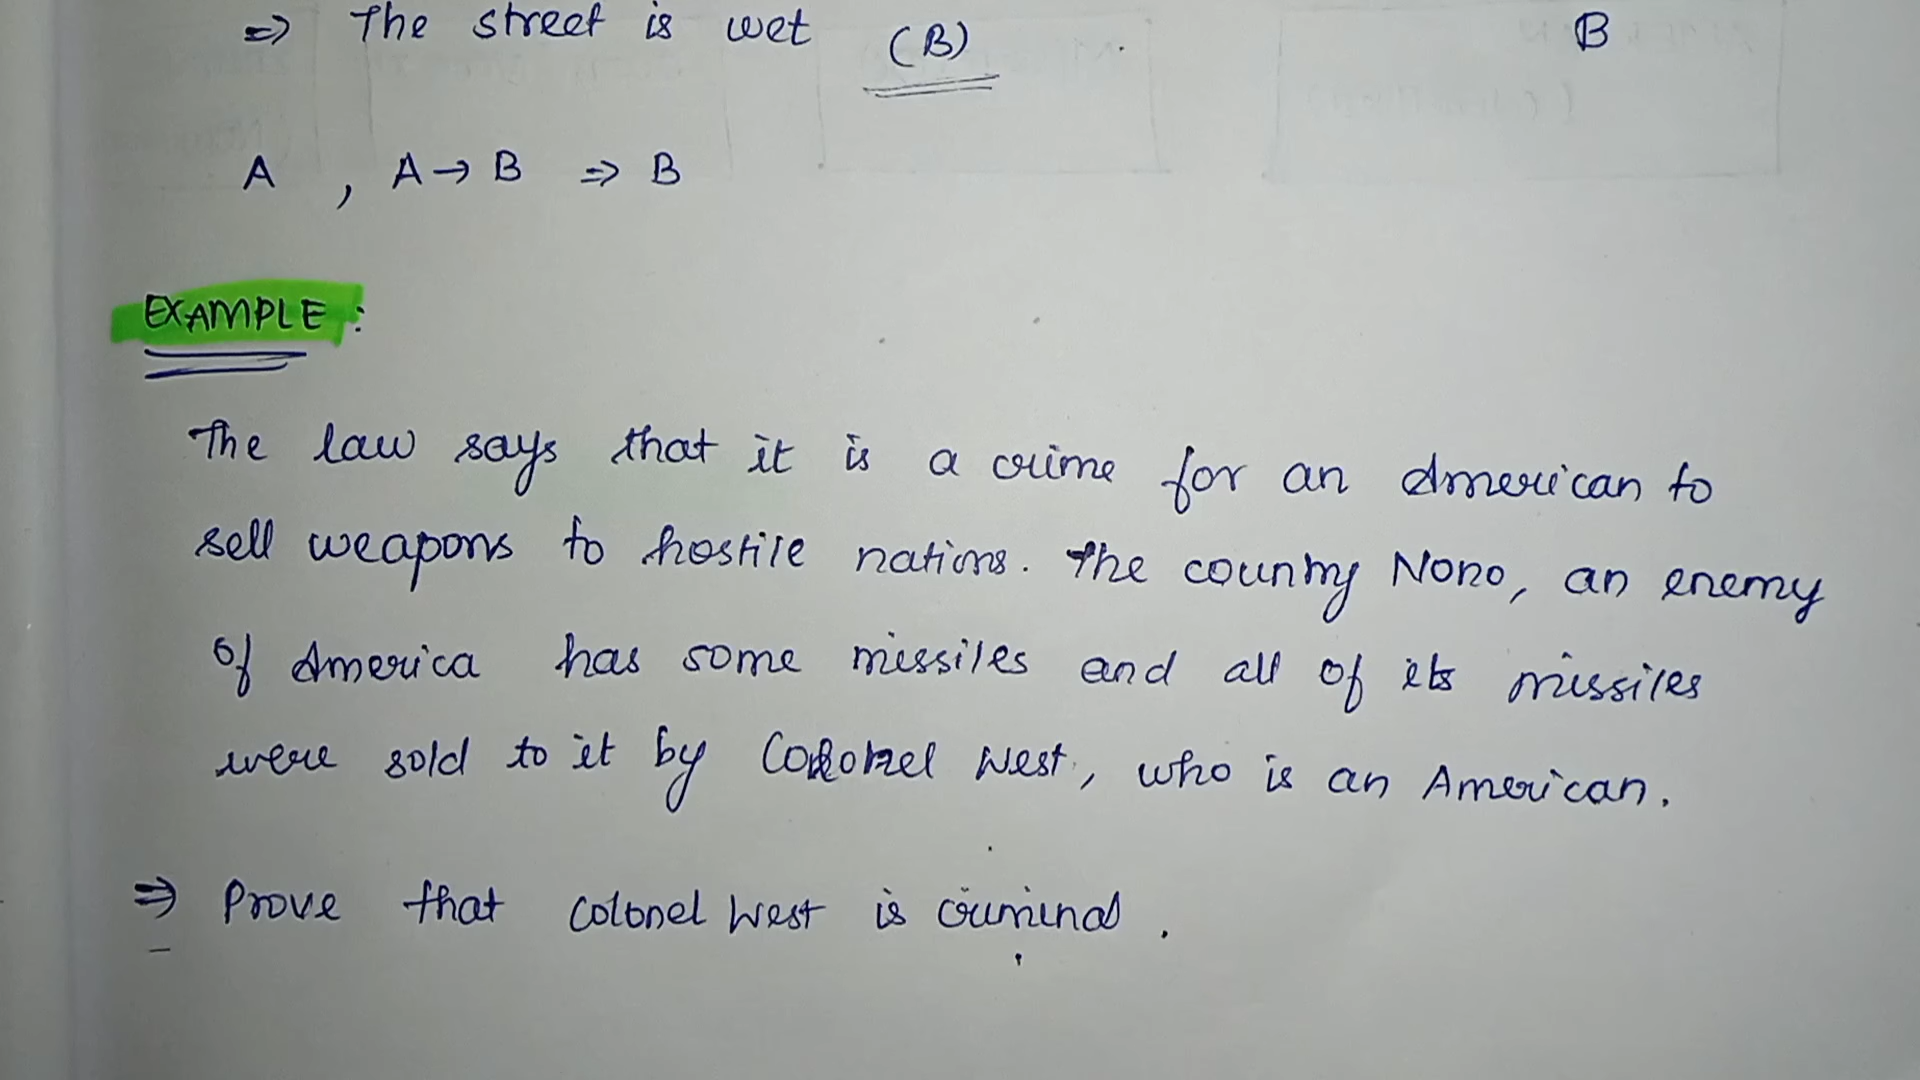 ⇒ The street is wet (B) B
A , A → B ⇒ B
EXAMPLE :
The law says that it is a crime for an American to
sell weapons to hostile nations. The country Nono, an enemy
of America has some missiles and all of its missiles
were sold to it by Colonel West, who is an American.
⇒ Prove that Colonel West is criminal.